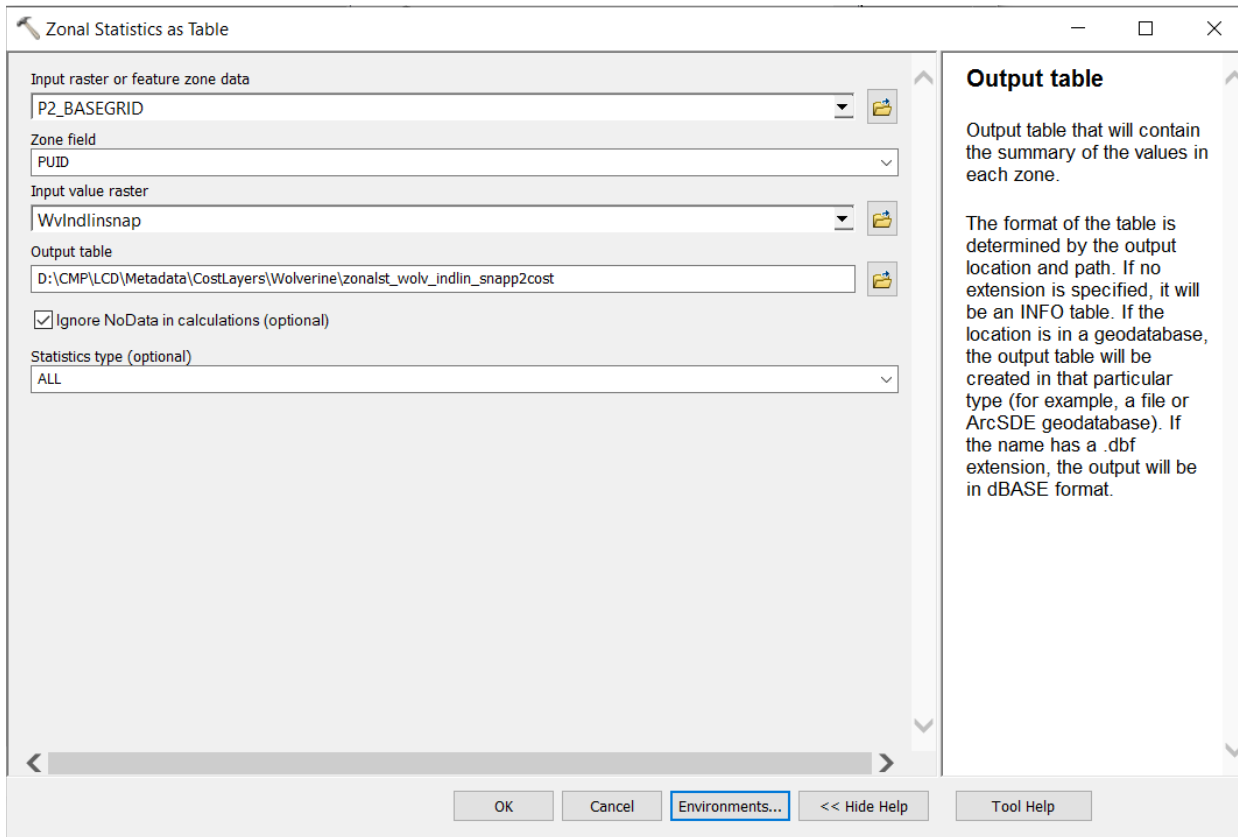 Zonal Statistics as Table
Input raster or feature zone data
P2_BASEGRID
Zone field
PUID
Input value raster
Wvlndlinsnap
Output table
D:\CMP\LCD\Metadata\CostLayers\Wolverine\zonalst_wolv_indlin_snapp2cost
Ignore NoData in calculations (optional)
Statistics type (optional)
ALL
OK
Cancel
Environments...
<< Hide Help
Output table
Output table that will contain
the summary of the values in
each zone.
The format of the table is
determined by the output
location and path. If no
extension is specified, it will
be an INFO table. If the
location is in a geodatabase,
the output table will be
created in that particular
type (for example, a file or
ArcSDE geodatabase). If
the name has a .dbf
extension, the output will be
in dBASE format.
Tool Help